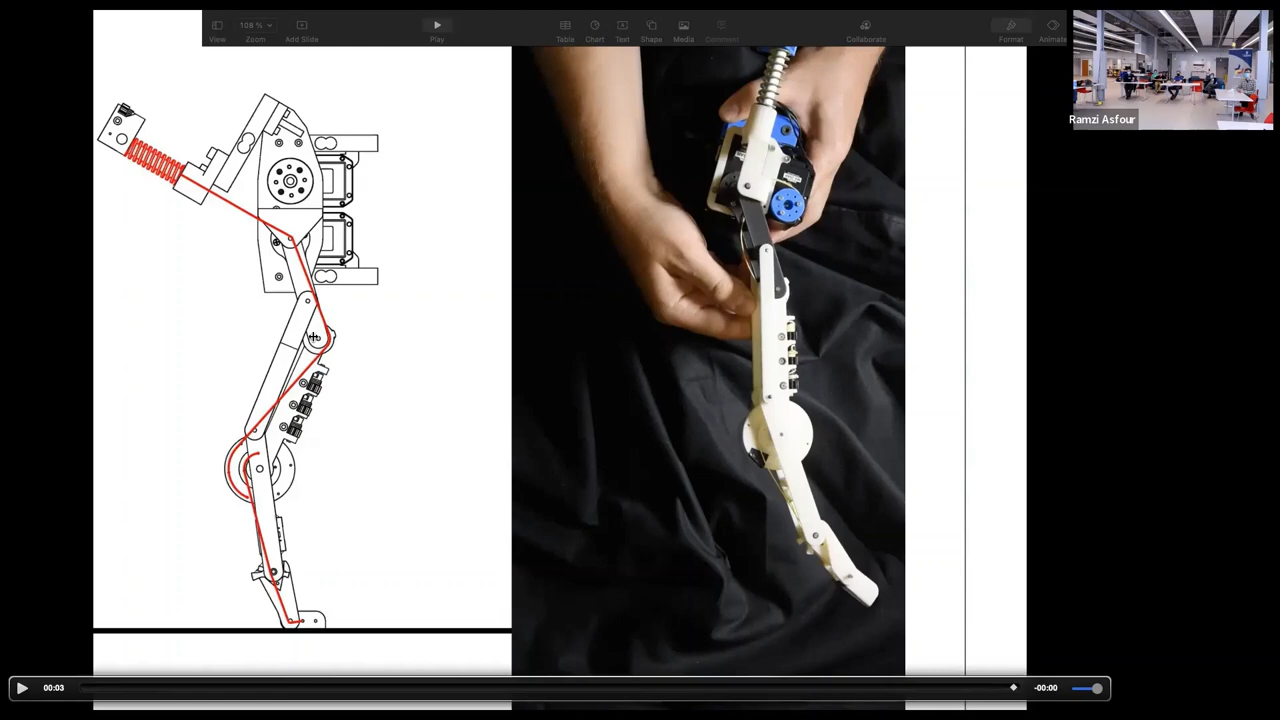 108 %
View Zoom Add Slide Play Table Chart Text Shape Media Comment Collaborate Format Animate
Ramzi Asfour
00:03 -00:00